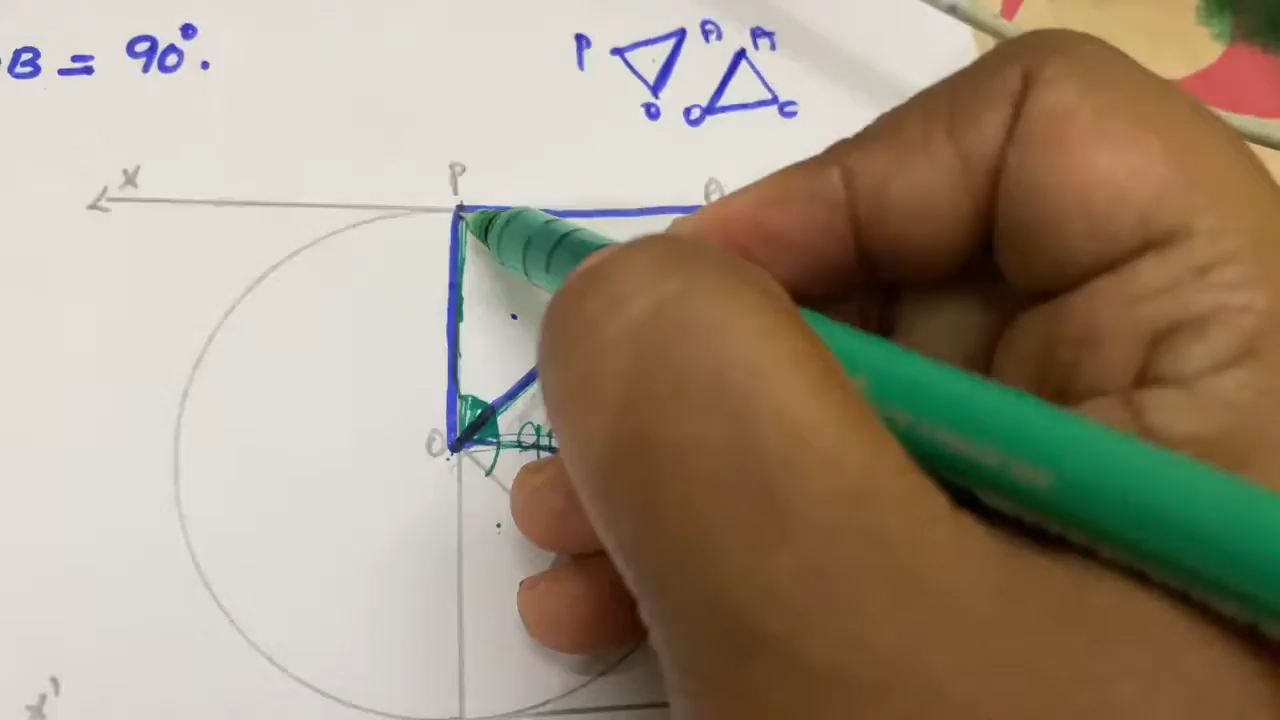 B = 90°.
P A A
O O C
X P A
O
X'